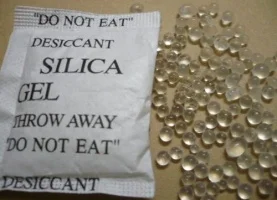 "DO NOT EAT"
DESICCANT
SILICA
GEL
THROW AWAY
"DO NOT EAT"
DESICCANT